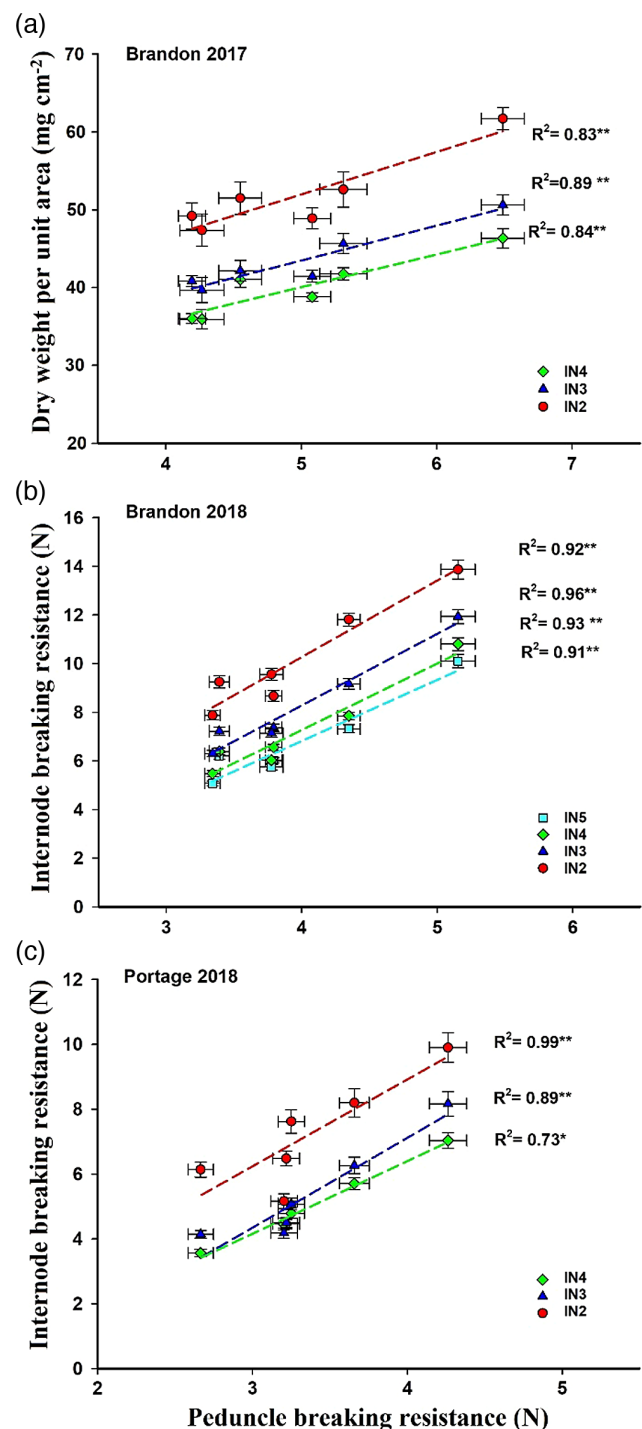 (a)
Brandon 2017
Dry weight per unit area (mg cm-2)
70
60
50
40
30
20
R2= 0.83**
R2=0.89 **
R2= 0.84**
IN4
IN3
IN2
4 5 6 7
(b)
Brandon 2018
Internode breaking resistance (N)
16
14
12
10
8
6
4
2
0
R2= 0.92**
R2= 0.96**
R2= 0.93 **
R2= 0.91**
IN5
IN4
IN3
IN2
3 4 5 6
(c)
Portage 2018
Internode breaking resistance (N)
12
10
8
6
4
2
0
R2= 0.99**
R2= 0.89**
R2= 0.73*
IN4
IN3
IN2
2 3 4 5
Peduncle breaking resistance (N)